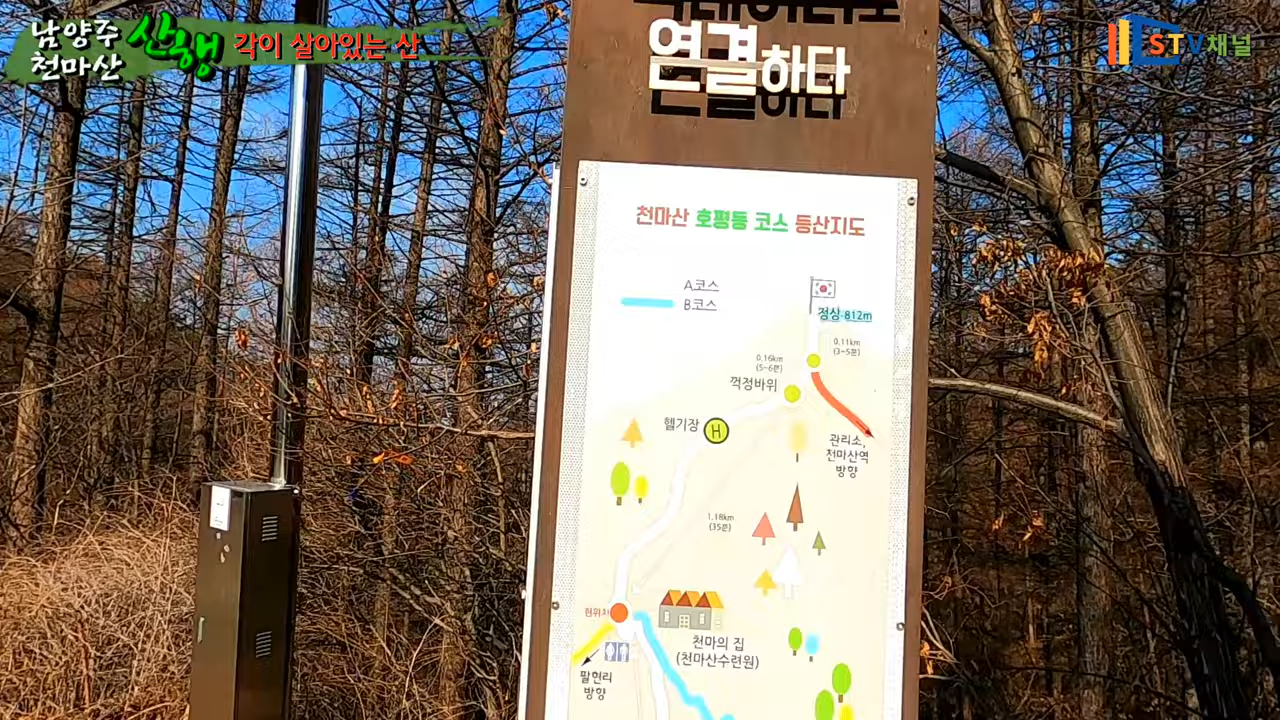 남양주
천마산
산행
각이 살아있는 산
STV채널
연결하다
천마산 호평동 코스 등산지도
A코스
B코스
정상 812m
0.11km
(3~5분)
0.16km
(5~6분)
꺽정바위
헬기장
H
관리소,
천마산역
방향
1.18km
(35분)
현위치
천마의 집
(천마산수련원)
팔현리
방향